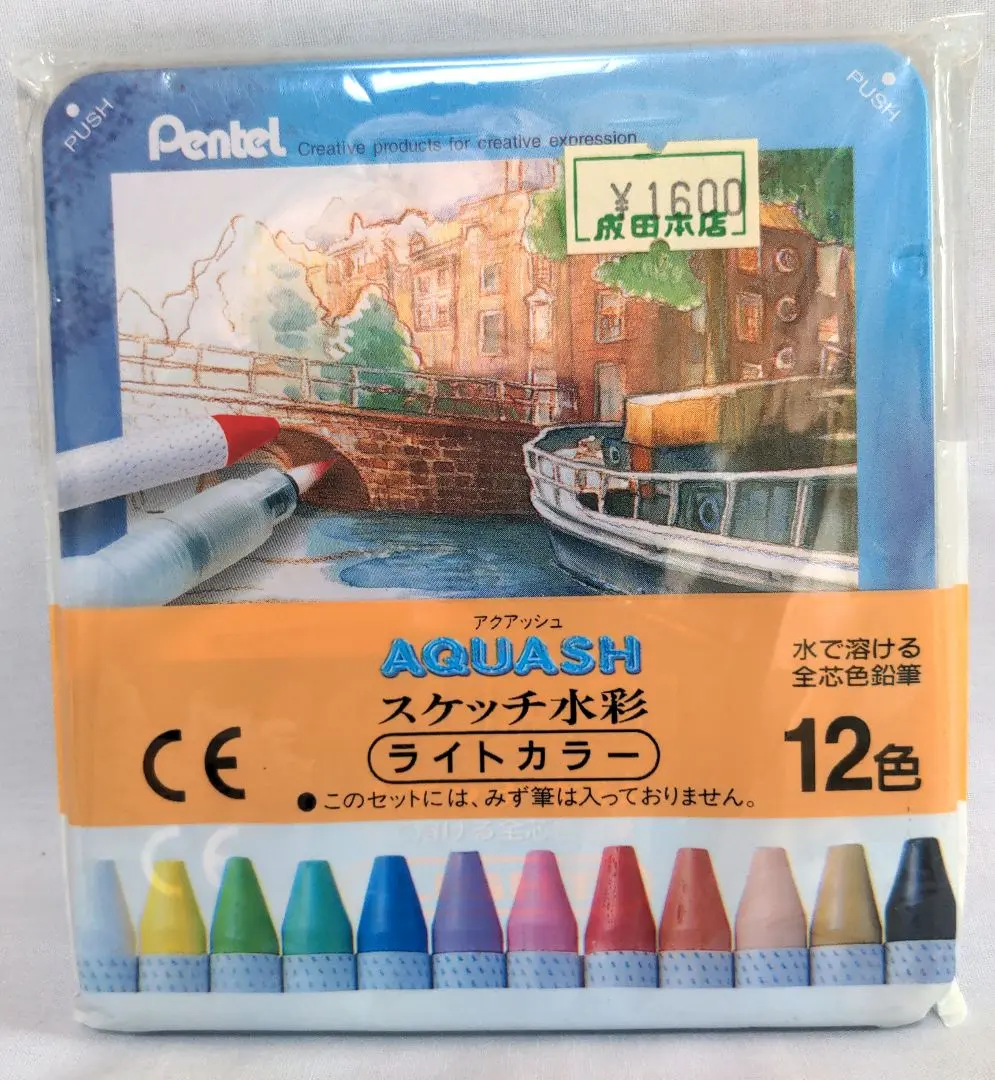 PUSH
PUSH
Pentel Creative products for creative expression
¥1600
成田本店
アクアッシュ
AQUASH
スケッチ水彩
ライトカラー
●このセットには、みず筆は入っておりません。
水で溶ける
全芯色鉛筆
12色
CE